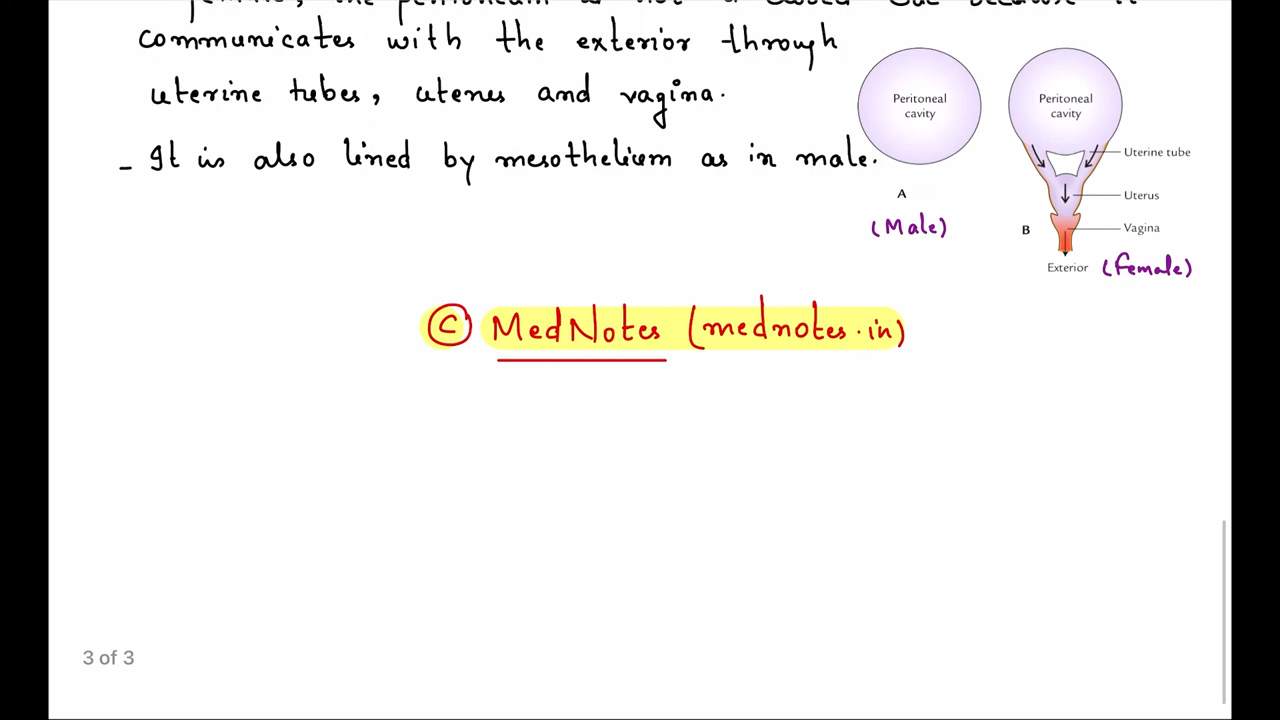 communicates with the exterior through
uterine tubes, uterus and vagina.
- It is also lined by mesothelium as in male.
Peritoneal
cavity
A
(Male)
Peritoneal
cavity
Uterine tube
Uterus
Vagina
B
Exterior
(female)
© MedNotes (mednotes.in)
3 of 3